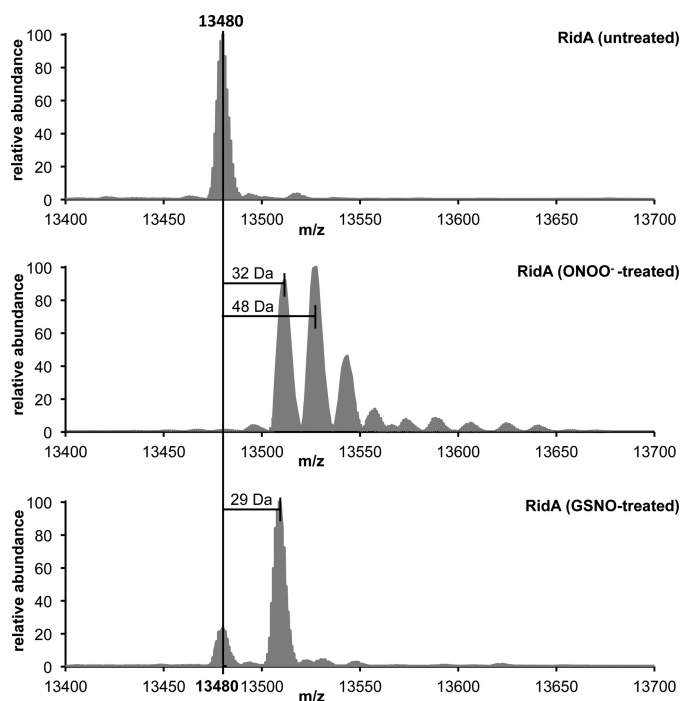 13480
RidA (untreated)
relative abundance
100
80
60
40
20
0
13400 13450 13500 13550 13600 13650 13700
m/z
RidA (ONOO⁻ -treated)
relative abundance
100
80
60
40
20
0
32 Da
48 Da
13400 13450 13500 13550 13600 13650 13700
m/z
RidA (GSNO-treated)
relative abundance
100
80
60
40
20
0
29 Da
13400 13450 13480 13500 13550 13600 13650 13700
m/z